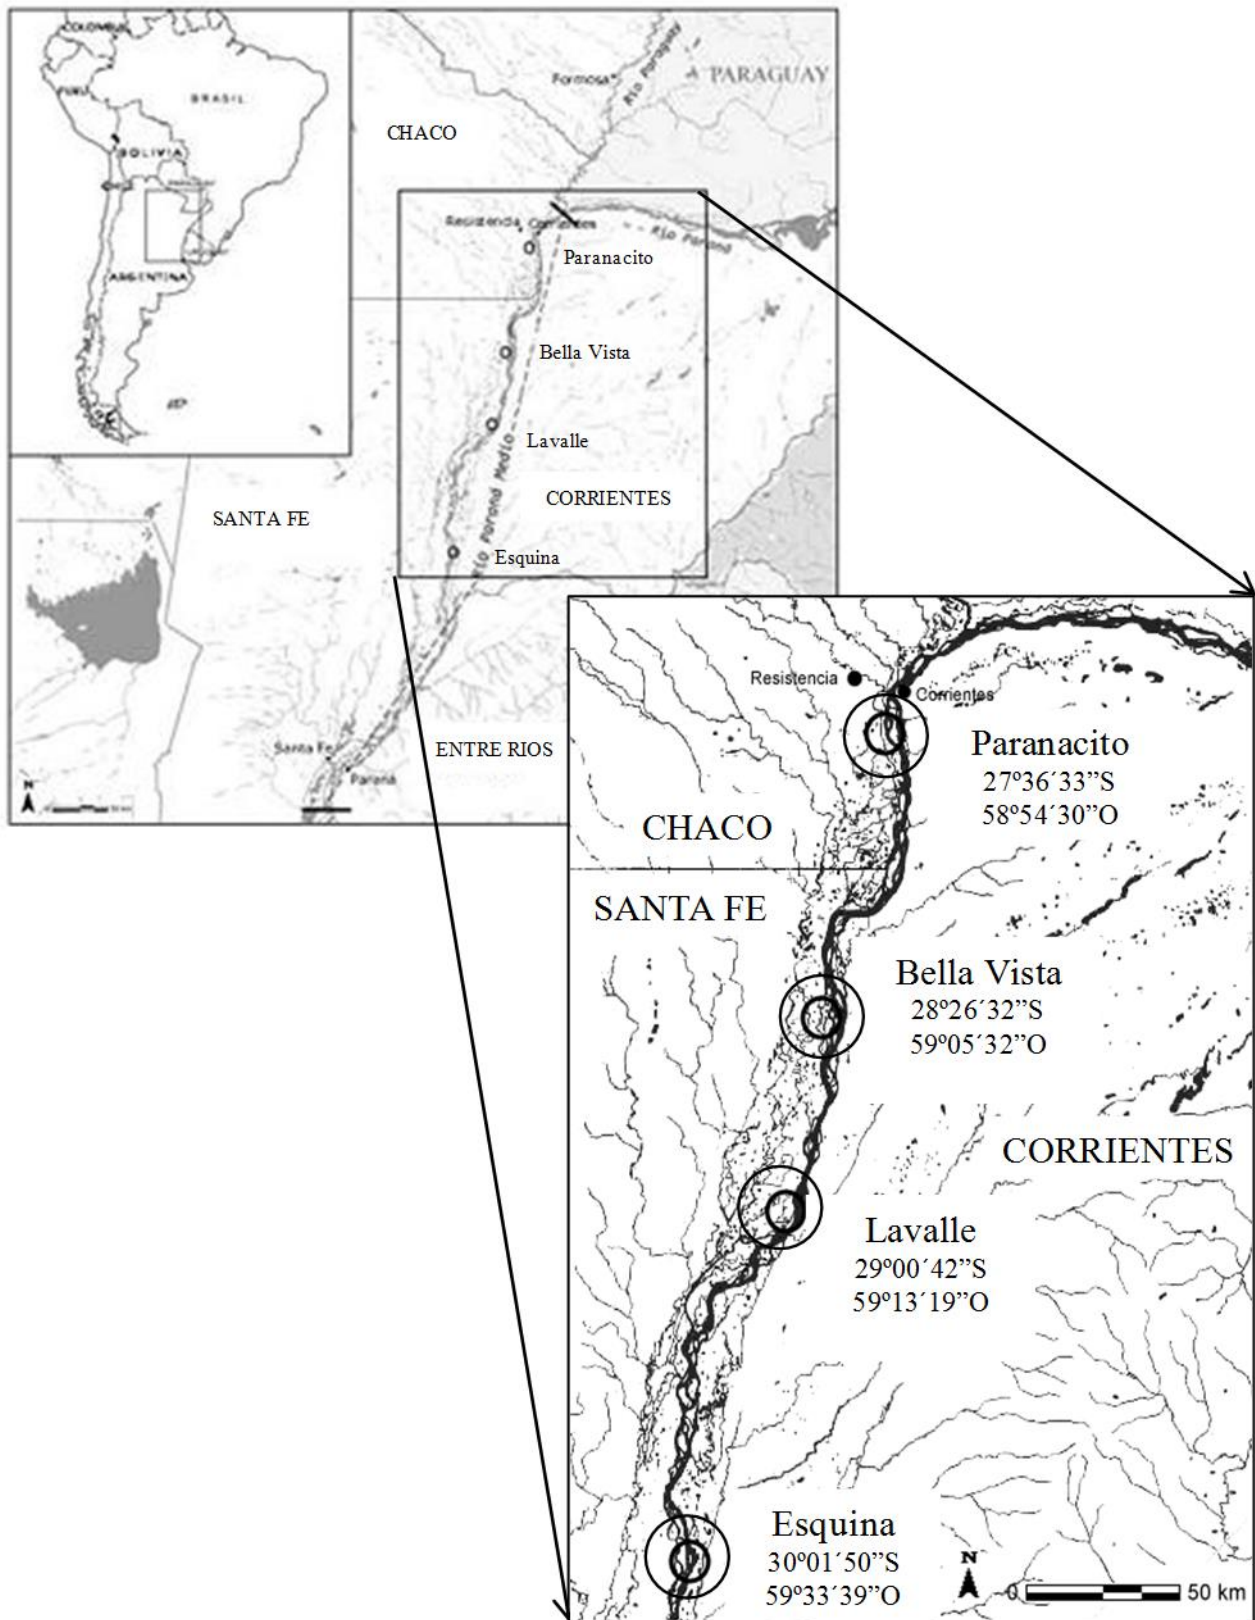 COLOMBIA
PERU
BRASIL
BOLIVIA
PARAGUAY
ARGENTINA
CHACO
Formosa
Río Paraguay
PARAGUAY
Resistencia
Corrientes
Río Paraná
Paranacito
Bella Vista
Lavalle
Río Paraná Medio
CORRIENTES
SANTA FE
Esquina
Santa Fe
Paraná
ENTRE RIOS
N
Resistencia
Corrientes
Paranacito
27º36´33”S
58º54´30”O
CHACO
SANTA FE
Bella Vista
28º26´32”S
59º05´32”O
CORRIENTES
Lavalle
29º00´42”S
59º13´19”O
Esquina
30º01´50”S
59º33´39”O
N
0 50 km